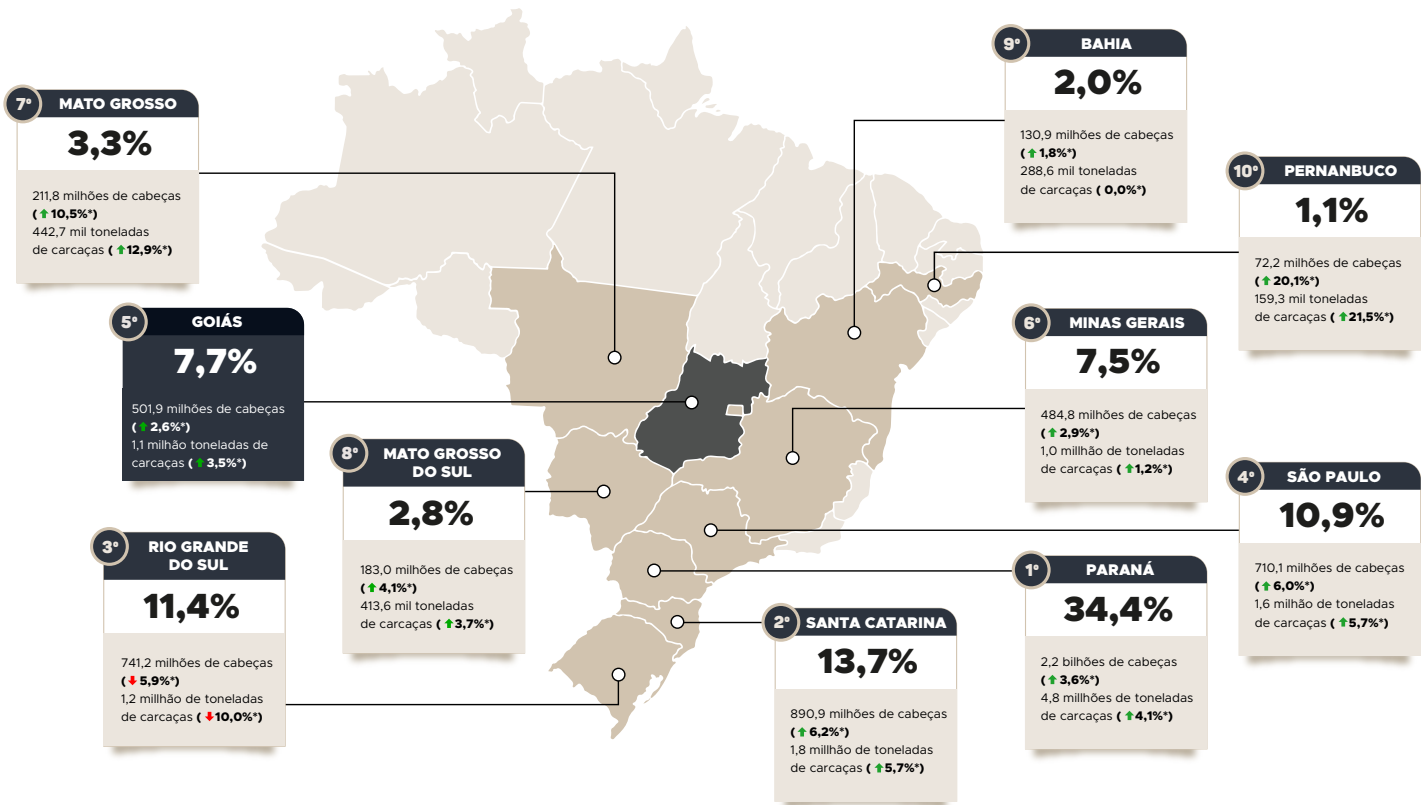 7º
MATO GROSSO
3,3%
211,8 milhões de cabeças
(⬆10,5%*)
442,7 mil toneladas
de carcaças ( ⬆12,9%*)
9º
BAHIA
2,0%
130,9 milhões de cabeças
(⬆1,8%*)
288,6 mil toneladas
de carcaças ( 0,0%*)
10º
PERNANBUCO
1,1%
72,2 milhões de cabeças
(⬆20,1%*)
159,3 mil toneladas
de carcaças ( ⬆21,5%*)
5º
GOIÁS
7,7%
501,9 milhões de cabeças
(⬆2,6%*)
1,1 milhão toneladas de
carcaças (⬆3,5%*)
6º
MINAS GERAIS
7,5%
484,8 milhões de cabeças
(⬆2,9%*)
1,0 millhão de toneladas
de carcaças ( ⬆1,2%*)
8º
MATO GROSSO
DO SUL
2,8%
183,0 milhões de cabeças
(⬆4,1%*)
413,6 mil toneladas
de carcaças ( ⬆3,7%*)
4º
SÃO PAULO
10,9%
710,1 milhões de cabeças
(⬆6,0%*)
1,6 milhão de toneladas
de carcaças ( ⬆5,7%*)
3º
RIO GRANDE
DO SUL
11,4%
741,2 milhões de cabeças
(⬇5,9%*)
1,2 millhão de toneladas
de carcaças ( ⬇10,0%*)
1º
PARANÁ
34,4%
2,2 bilhões de cabeças
(⬆3,6%*)
4,8 millhões de toneladas
de carcaças ( ⬆4,1%*)
2º
SANTA CATARINA
13,7%
890,9 milhões de cabeças
(⬆6,2%*)
1,8 millhão de toneladas
de carcaças ( ⬆5,7%*)